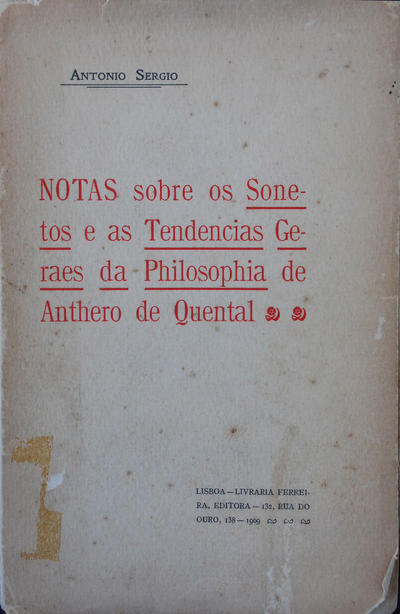 ANTONIO SERGIO
NOTAS sobre os Sone-
tos e as Tendencias Ge-
raes da Philosophia de
Anthero de Quental
LISBOA — LIVRARIA FERREI-
RA, EDITORA — 132, RUA DO
OURO, 138 — 1909